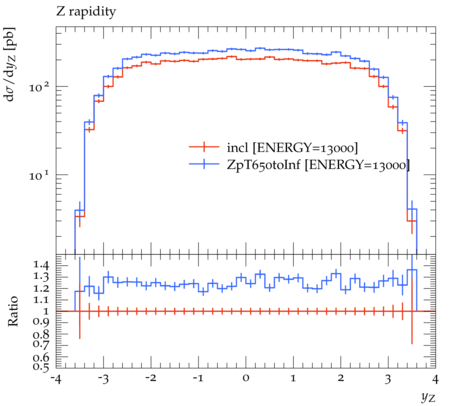 Z rapidity
dσ/dy_Z [pb]
10^2
10^1
incl [ENERGY=13000]
ZpT650toInf [ENERGY=13000]
Ratio
1.4
1.3
1.2
1.1
1
0.9
0.8
0.7
0.6
0.5
-4 -3 -2 -1 0 1 2 3 4
y_Z